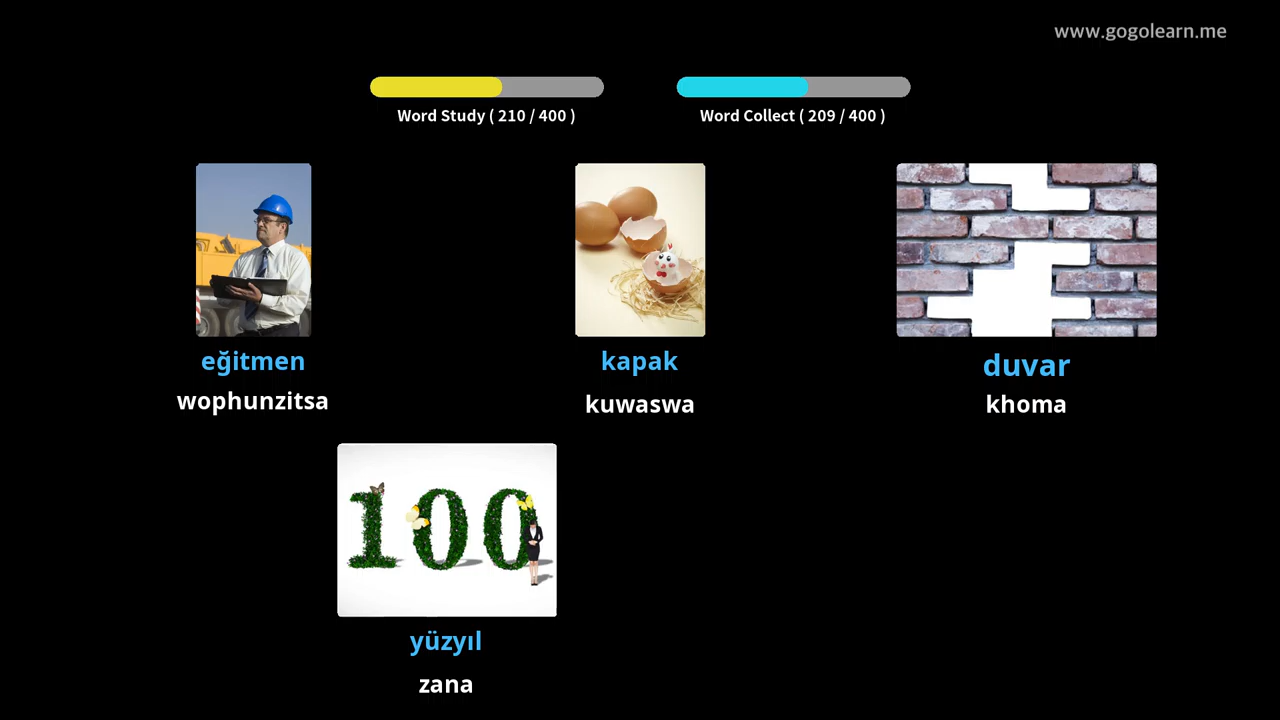 www.gogolearn.me
Word Study ( 210 / 400 )
Word Collect ( 209 / 400 )
eğitmen
wophunzitsa
kapak
kuwaswa
duvar
khoma
100
yüzyıl
zana